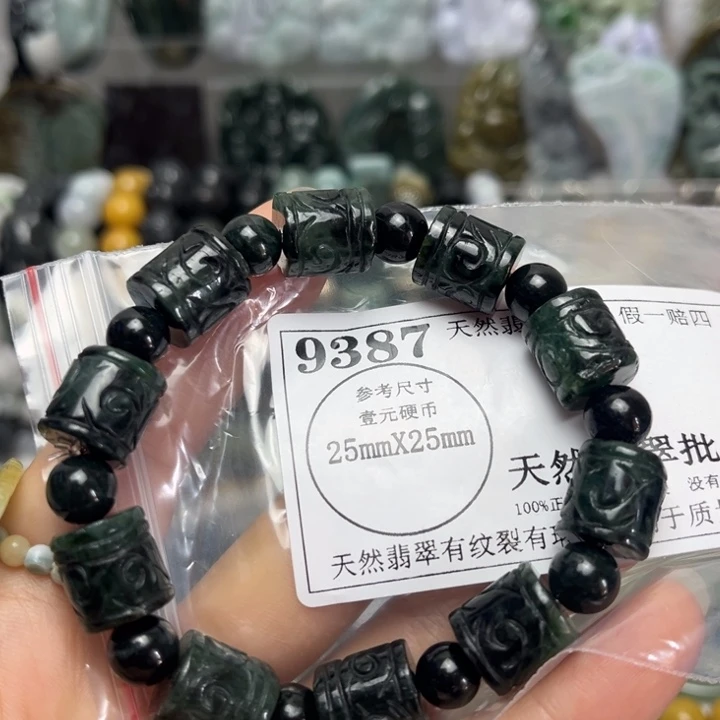 9387
天然翡
假一赔四
参考尺寸
壹元硬币
25mmX25mm
天然 翠批
没有
100%正
于质
天然翡翠有纹裂有